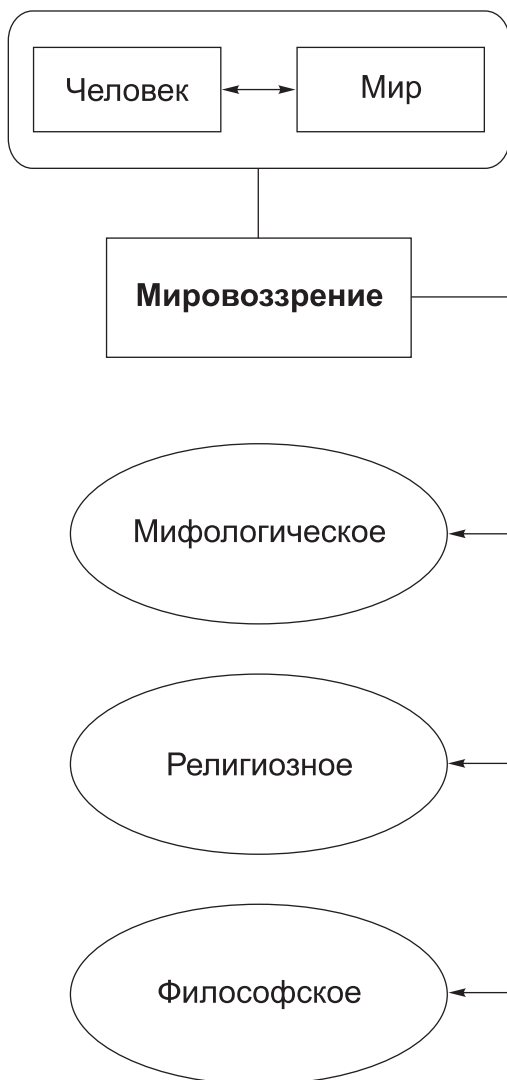 Человек
Мир
Мировоззрение
Мифологическое
Религиозное
Философское